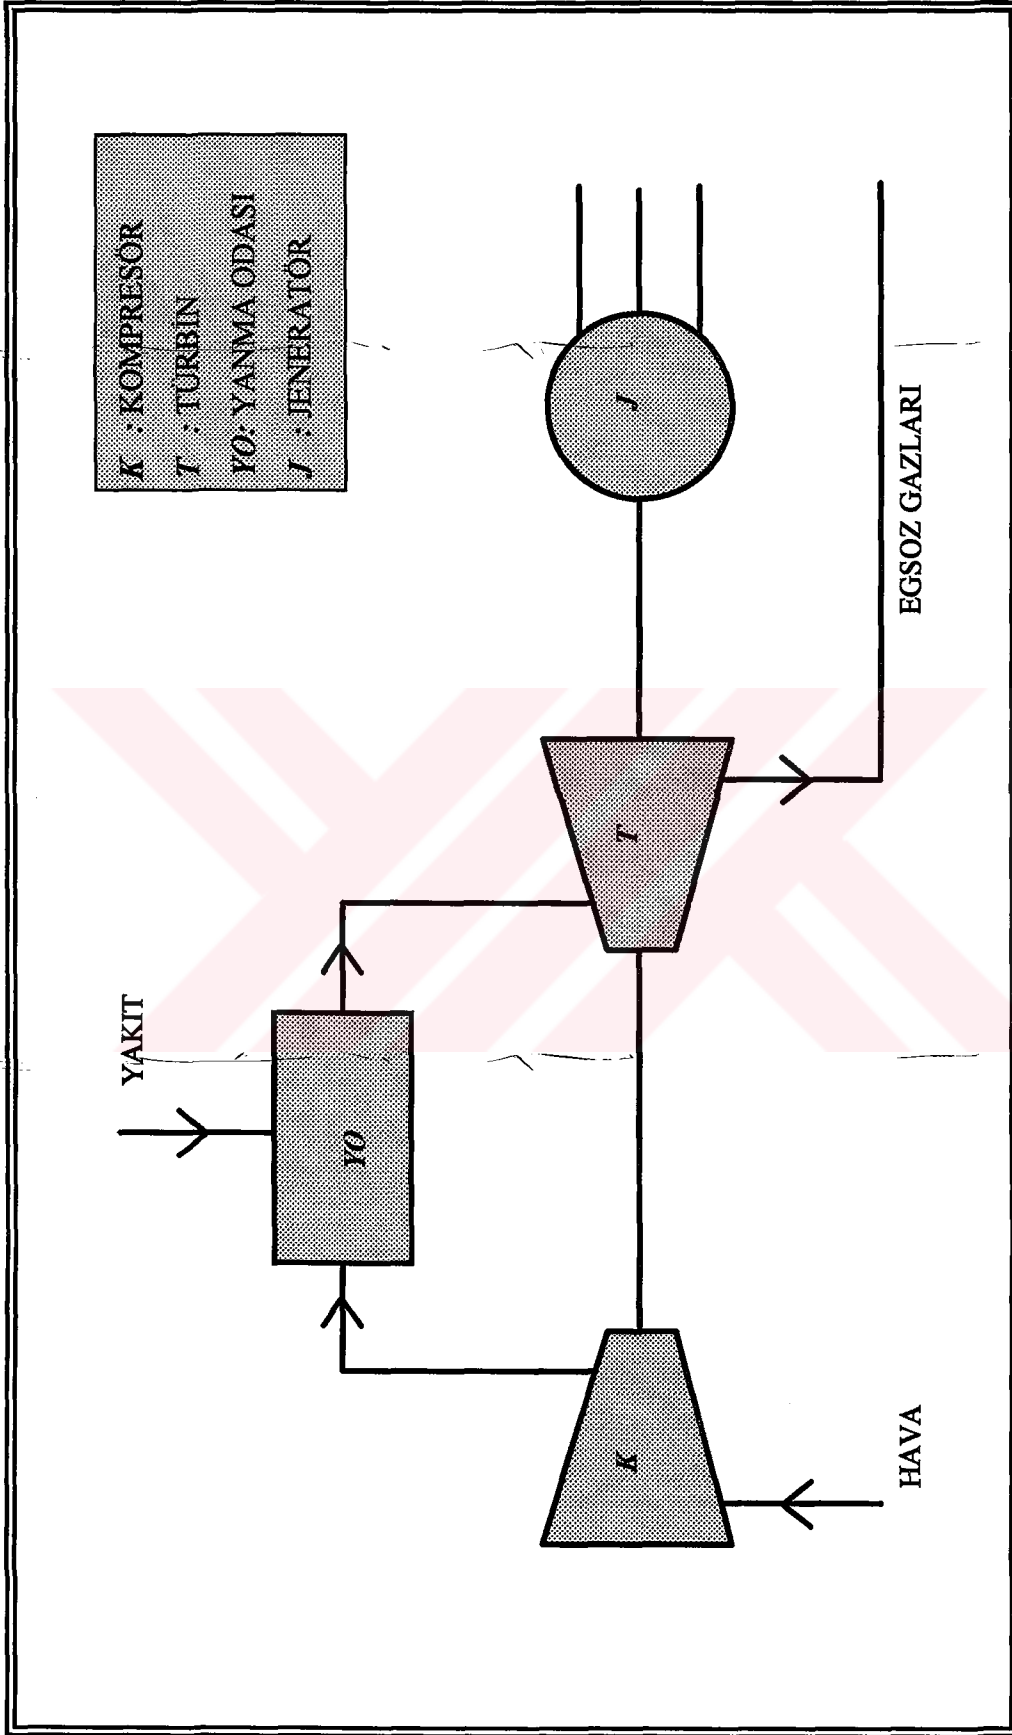 K : KOMPRESÖR
T : TÜRBİN
YO: YANMA ODASI
J : JENERATÖR
YAKIT
YO
K
T
J
HAVA
EGSOZ GAZLARI